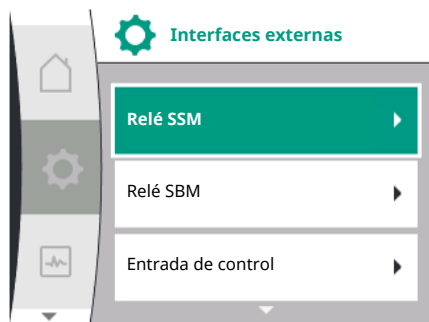 Interfaces externas
Relé SSM
Relé SBM
Entrada de control